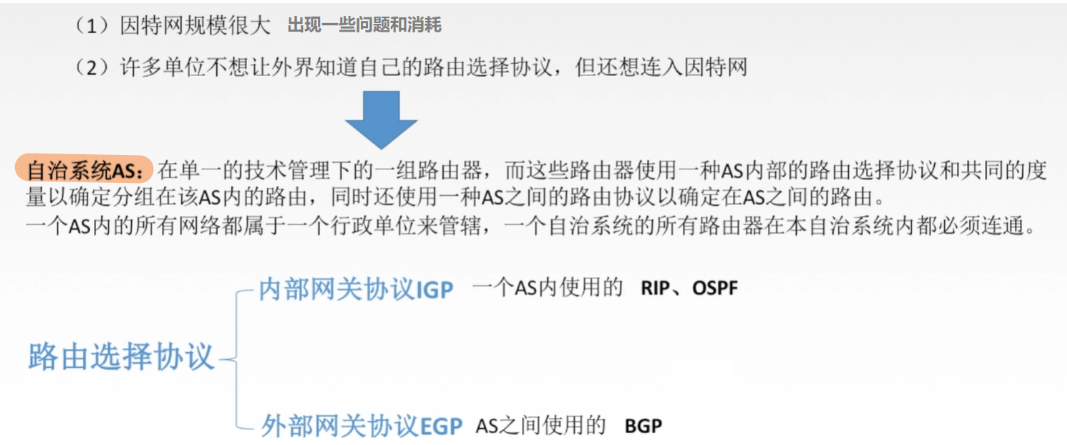 （1）因特网规模很大 出现一些问题和消耗
（2）许多单位不想让外界知道自己的路由选择协议，但还想连入因特网
自治系统AS：在单一的技术管理下的一组路由器，而这些路由器使用一种AS内部的路由选择协议和共同的度
量以确定分组在该AS内的路由，同时还使用一种AS之间的路由协议以确定在AS之间的路由。
一个AS内的所有网络都属于一个行政单位来管辖，一个自治系统的所有路由器在本自治系统内都必须连通。
内部网关协议IGP 一个AS内使用的 RIP、OSPF
路由选择协议
外部网关协议EGP AS之间使用的 BGP